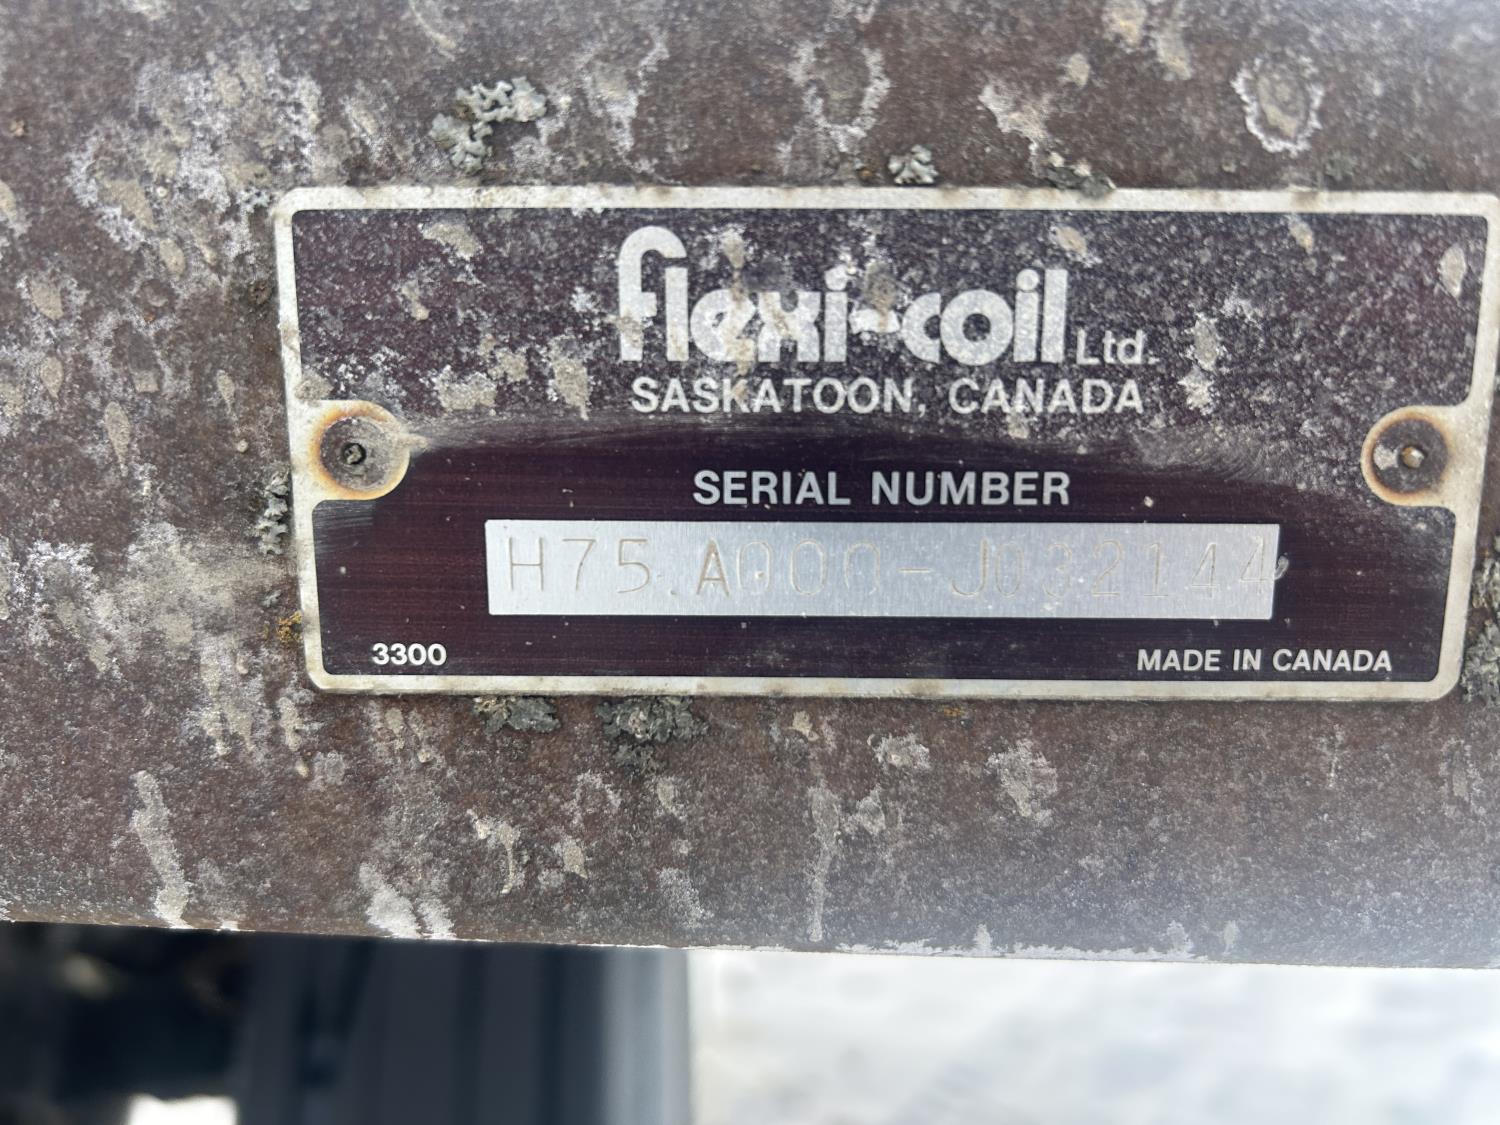 flexi-coil Ltd.
SASKATOON, CANADA
SERIAL NUMBER
H75.A000-J032144
3300
MADE IN CANADA